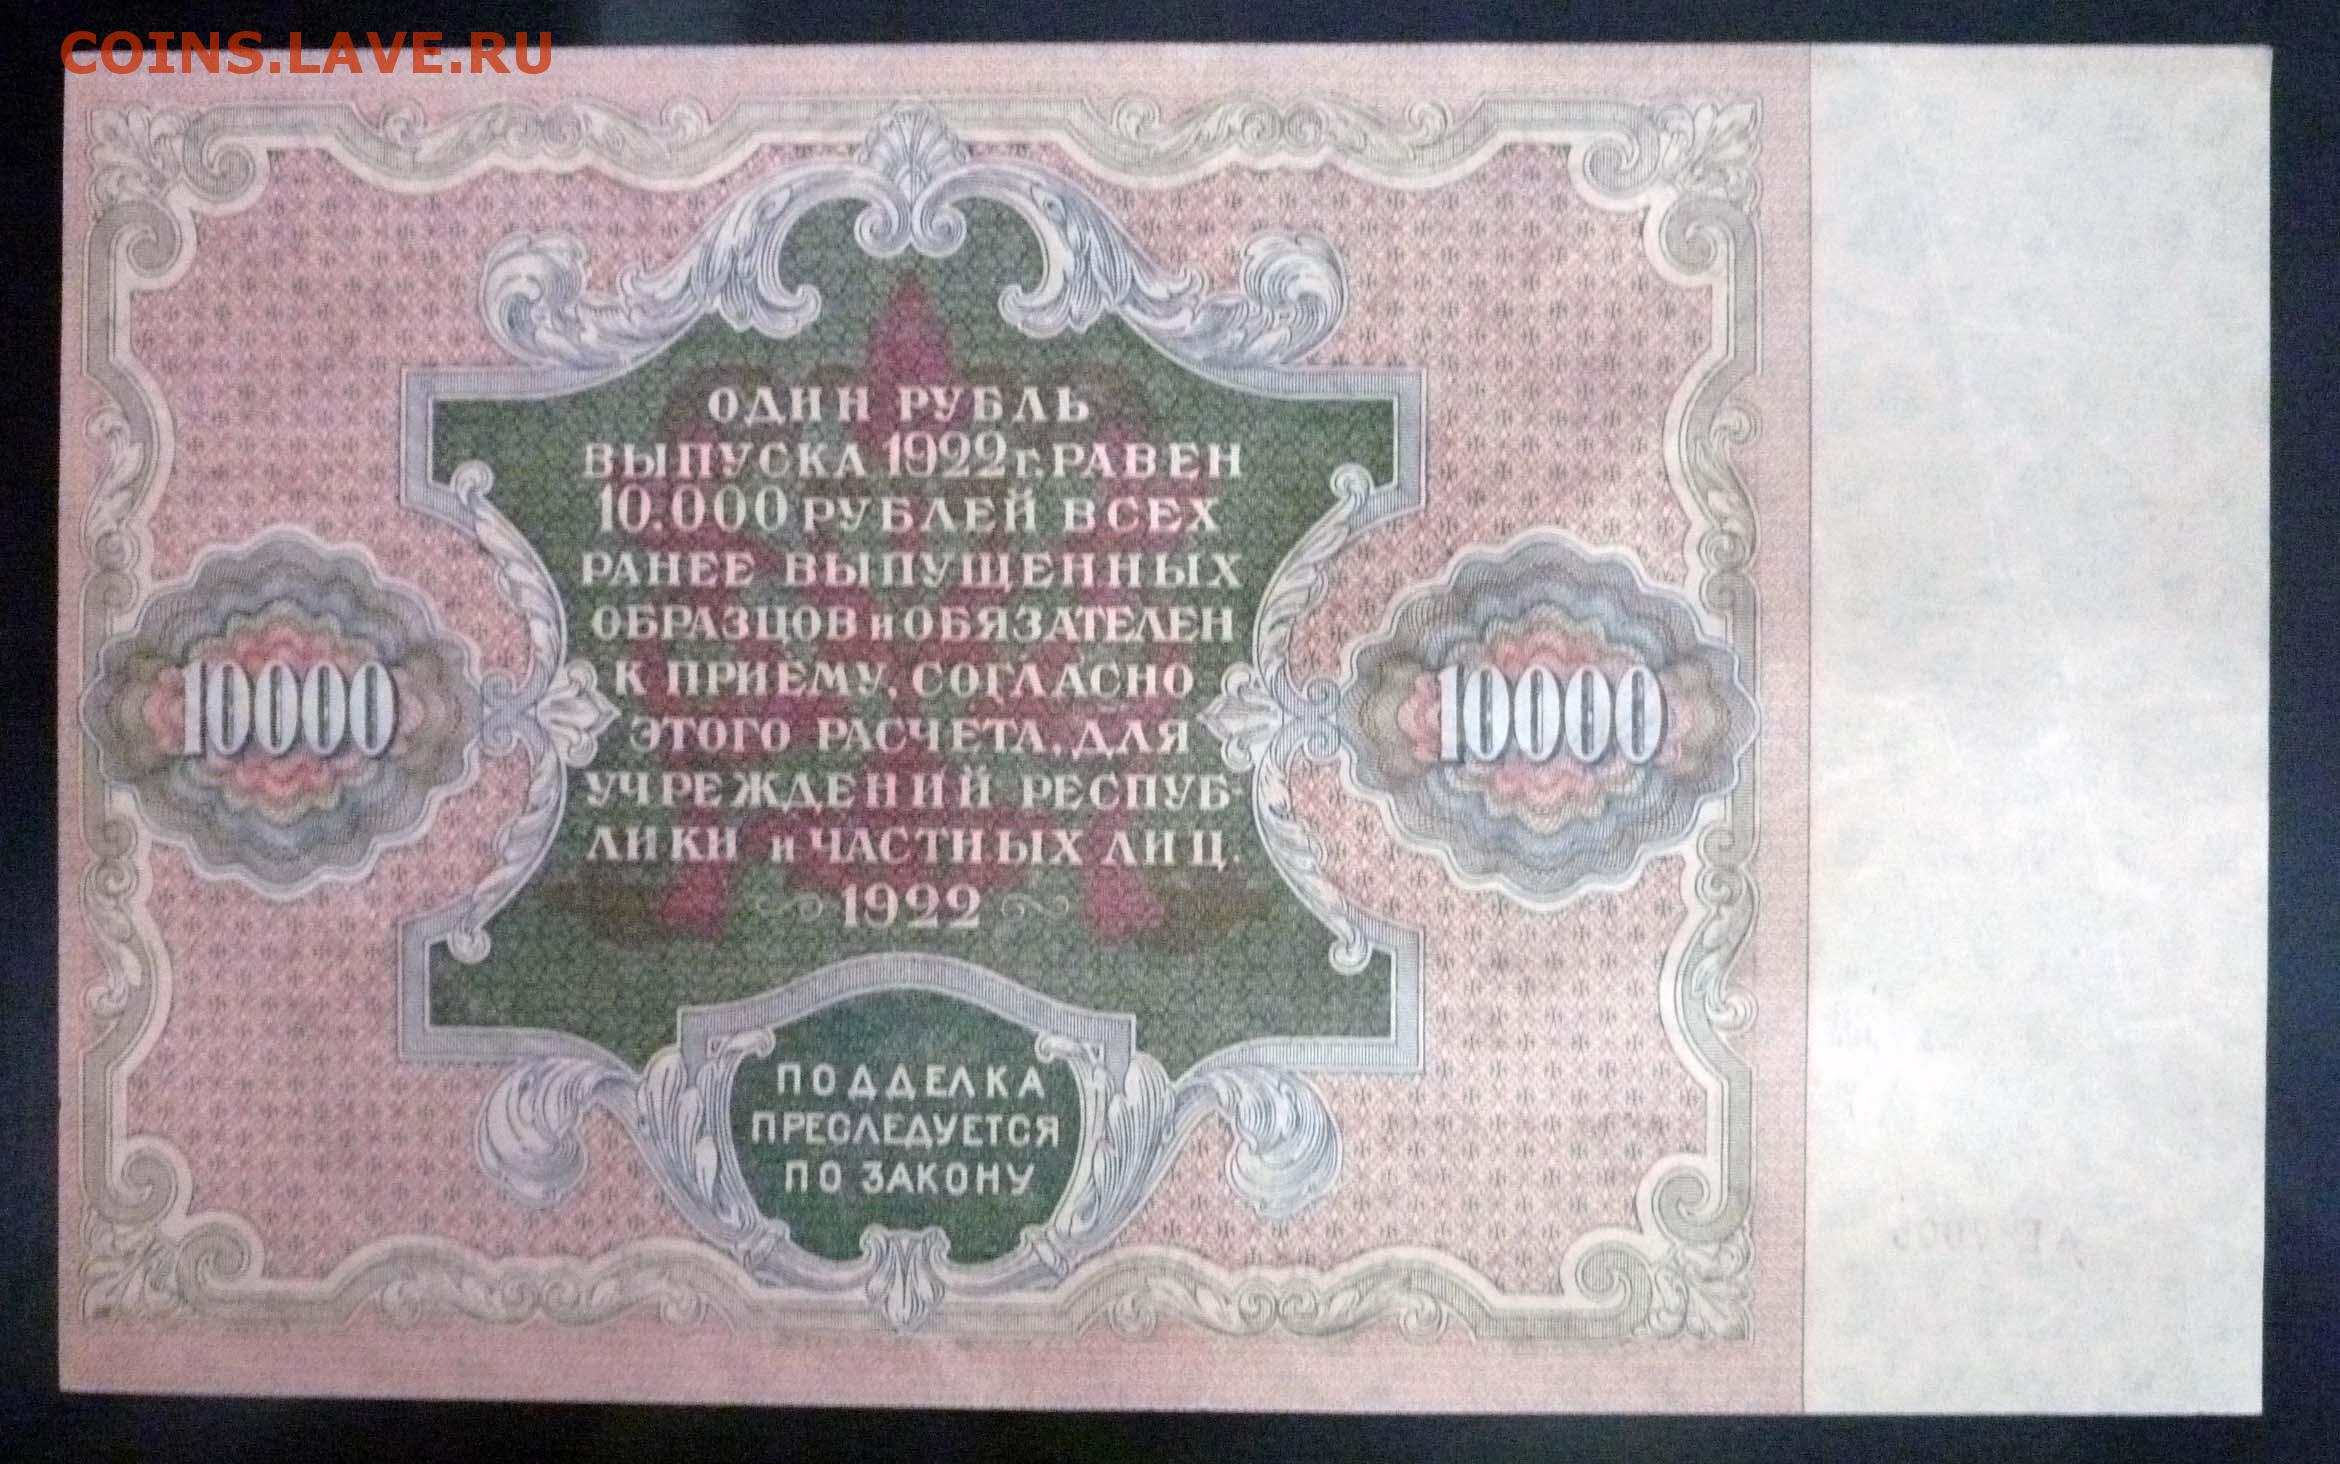 COINS.LAVE.RU
ОДИН РУБЛЬ
ВЫПУСКА 1922 г. РАВЕН
10.000 РУБЛЕЙ ВСЕХ
РАНЕЕ ВЫПУЩЕННЫХ
ОБРАЗЦОВ и ОБЯЗАТЕЛЕН
К ПРИЕМУ, СОГЛАСНО
ЭТОГО РАСЧЕТА, ДЛЯ
УЧРЕЖДЕНИЙ РЕСПУБ-
ЛИКИ и ЧАСТНЫХ ЛИЦ.
1922
10000
10000
ПОДДЕЛКА
ПРЕСЛЕДУЕТСЯ
ПО ЗАКОНУ